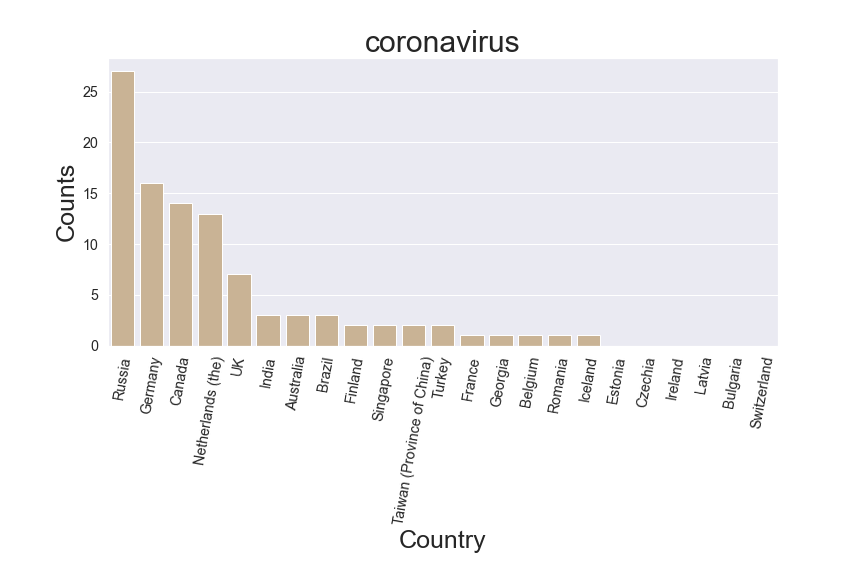 coronavirus
Counts
25
20
15
10
5
0
Russia
Germany
Canada
Netherlands (the)
UK
India
Australia
Brazil
Finland
Singapore
Taiwan (Province of China)
Turkey
France
Georgia
Belgium
Romania
Iceland
Estonia
Czechia
Ireland
Latvia
Bulgaria
Switzerland
Country